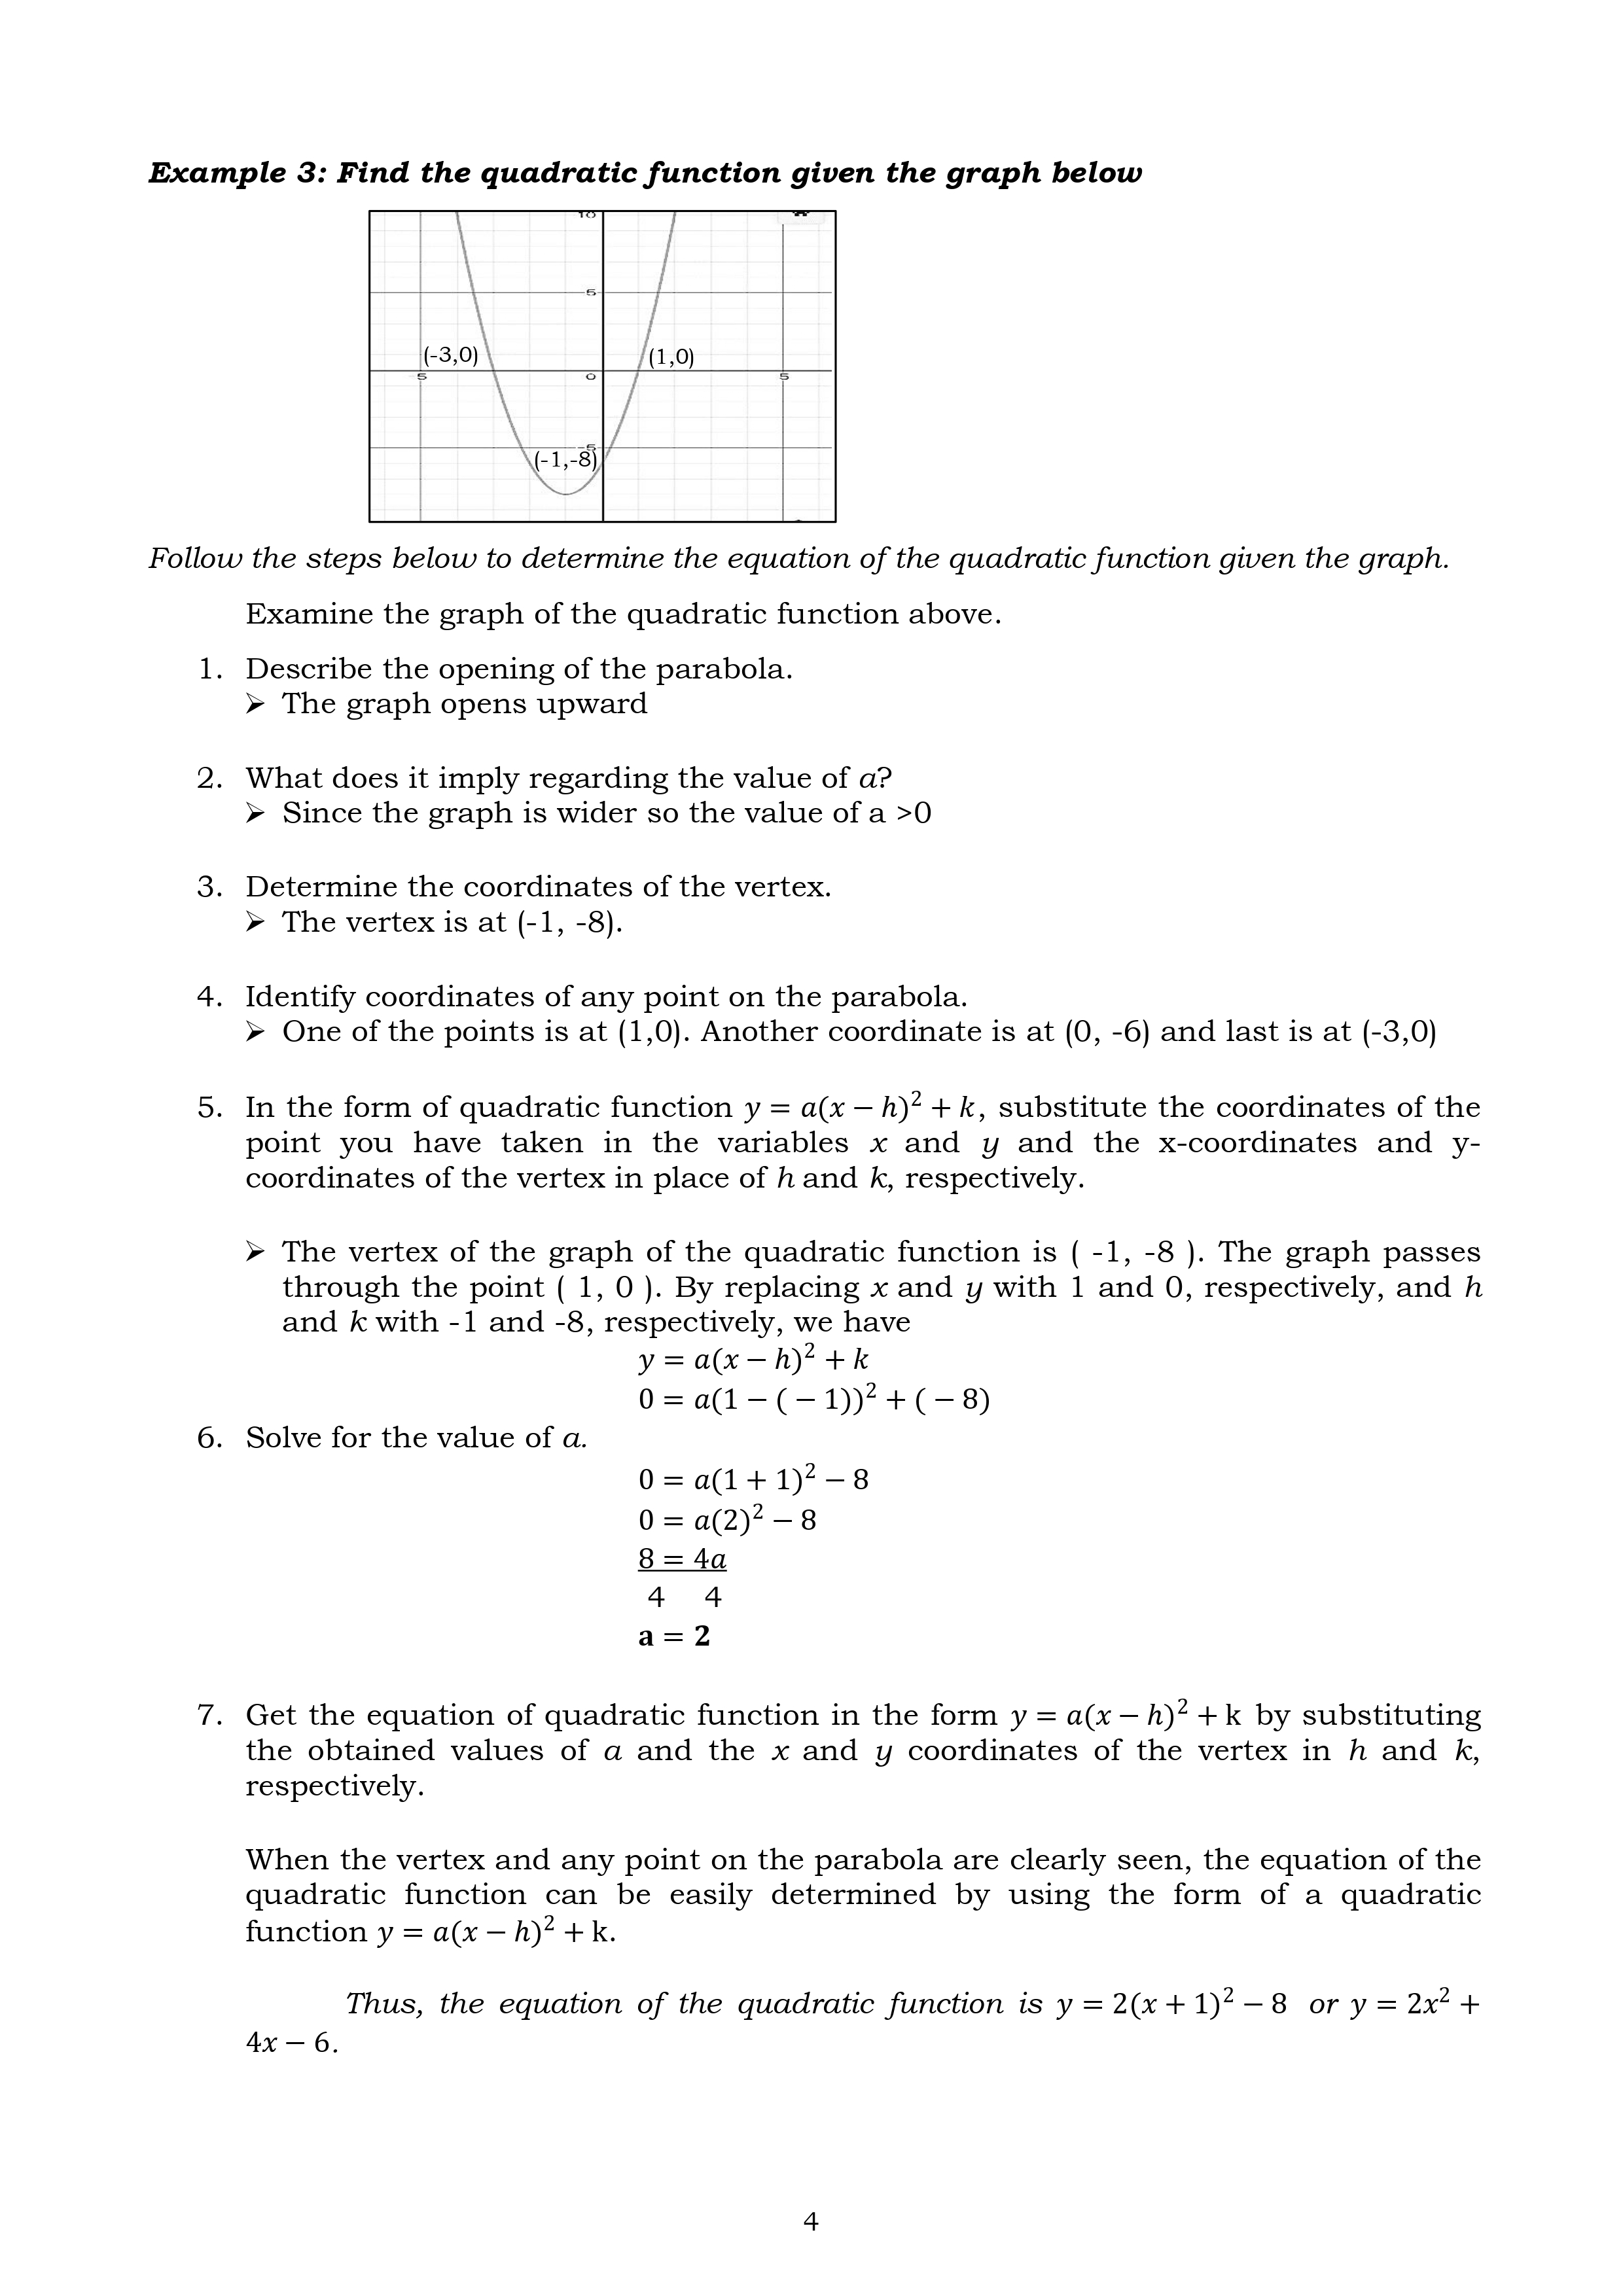 Example 3: Find the quadratic function given the graph below
10
5
(-3,0)
(1,0)
-5
0
5
-5
(-1,-8)
Follow the steps below to determine the equation of the quadratic function given the graph.
Examine the graph of the quadratic function above.
1. Describe the opening of the parabola.
➢ The graph opens upward
2. What does it imply regarding the value of a?
➢ Since the graph is wider so the value of a >0
3. Determine the coordinates of the vertex.
➢ The vertex is at (-1, -8).
4. Identify coordinates of any point on the parabola.
➢ One of the points is at (1,0). Another coordinate is at (0, -6) and last is at (-3,0)
5. In the form of quadratic function y = a(x − h)² + k, substitute the coordinates of the
point you have taken in the variables x and y and the x-coordinates and y-
coordinates of the vertex in place of h and k, respectively.
➢ The vertex of the graph of the quadratic function is ( -1, -8 ). The graph passes
through the point ( 1, 0 ). By replacing x and y with 1 and 0, respectively, and h
and k with -1 and -8, respectively, we have
y = a(x − h)² + k
0 = a(1 − ( − 1))² + ( − 8)
6. Solve for the value of a.
0 = a(1 + 1)² − 8
0 = a(2)² − 8
8 = 4a
4 4
a = 2
7. Get the equation of quadratic function in the form y = a(x − h)² + k by substituting
the obtained values of a and the x and y coordinates of the vertex in h and k,
respectively.
When the vertex and any point on the parabola are clearly seen, the equation of the
quadratic function can be easily determined by using the form of a quadratic
function y = a(x − h)² + k.
Thus, the equation of the quadratic function is y = 2(x + 1)² − 8 or y = 2x² +
4x − 6.
4